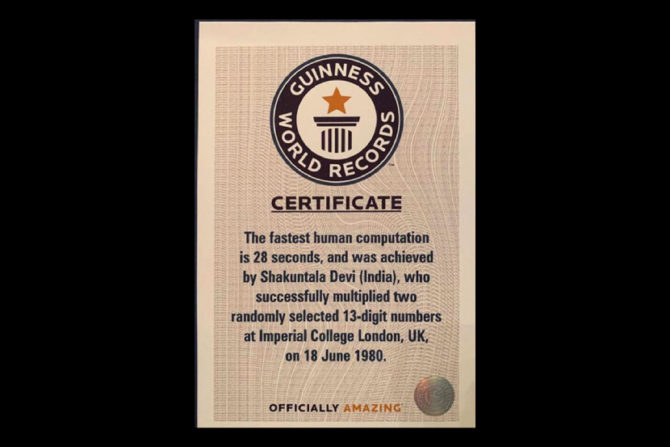 GUINNESS
WORLD RECORDS
CERTIFICATE
The fastest human computation
is 28 seconds, and was achieved
by Shakuntala Devi (India), who
successfully multiplied two
randomly selected 13-digit numbers
at Imperial College London, UK,
on 18 June 1980.
OFFICIALLY AMAZING